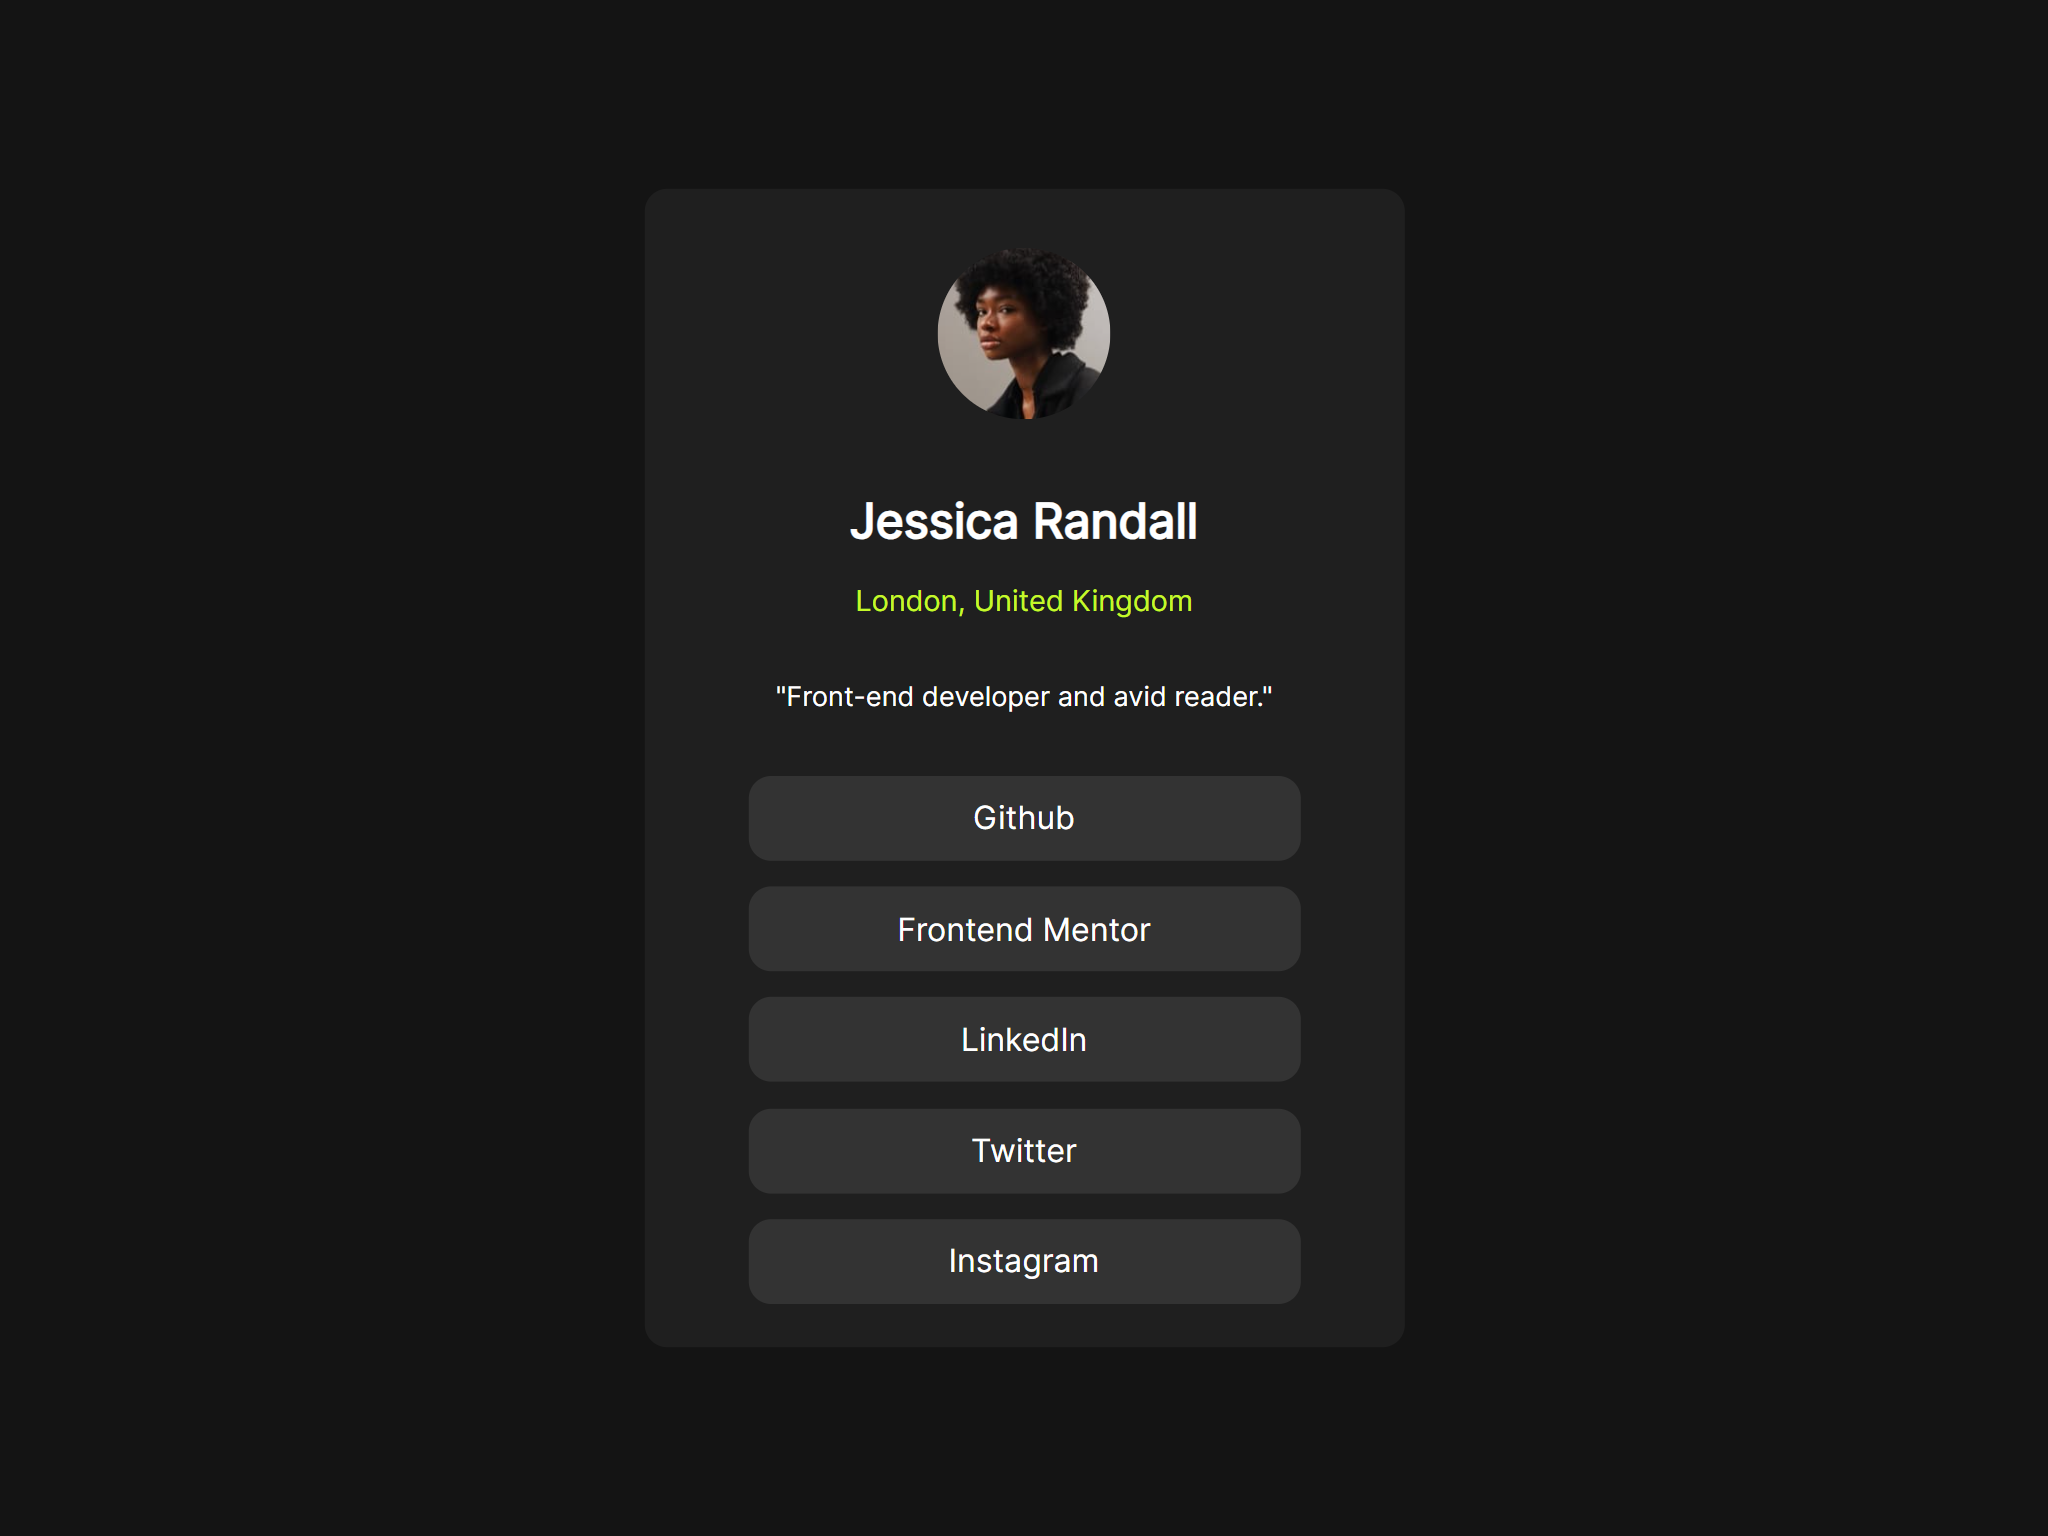 Jessica Randall
London, United Kingdom
"Front-end developer and avid reader."
Github
Frontend Mentor
LinkedIn
Twitter
Instagram